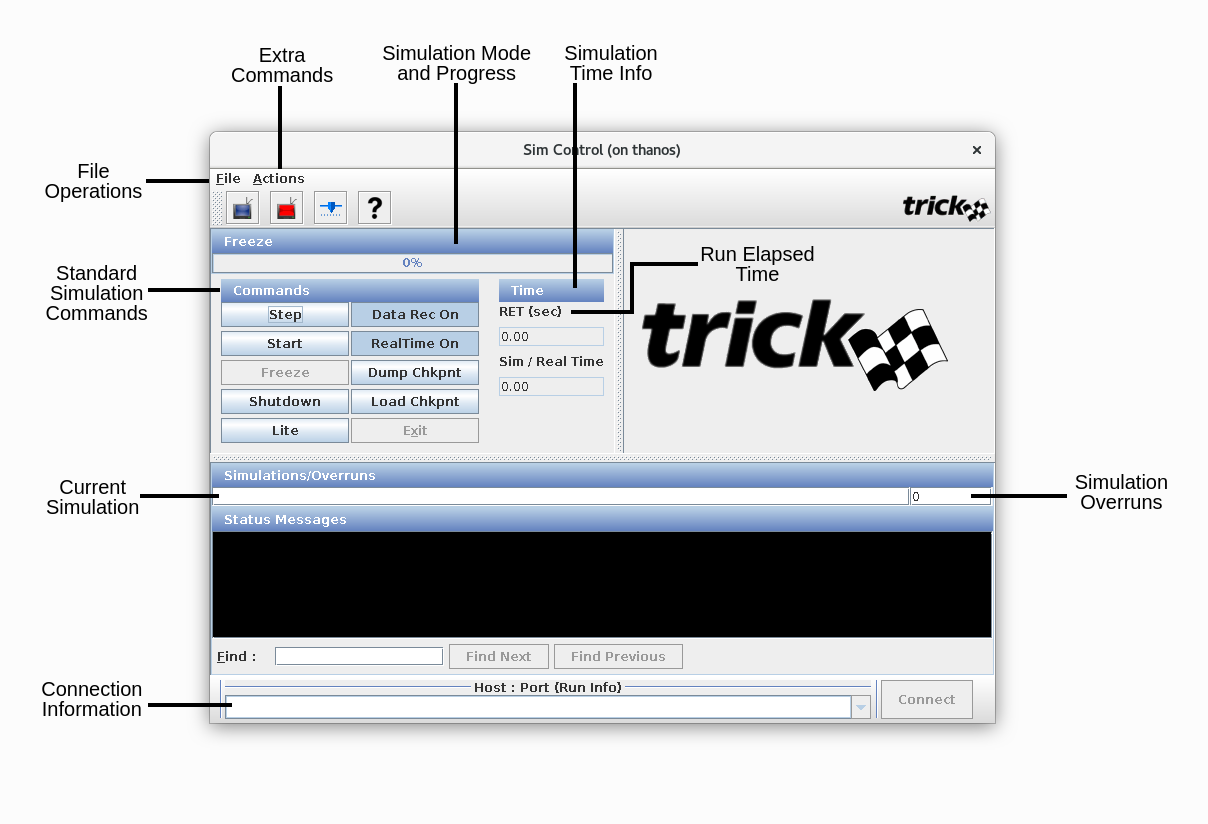 Extra
Commands
Simulation Mode
and Progress
Simulation
Time Info
Sim Control (on thanos)
×
File
Operations
File Actions
?
trick
Freeze
0%
Standard
Simulation
Commands
Commands
Step
Data Rec On
Start
RealTime On
Freeze
Dump Chkpnt
Shutdown
Load Chkpnt
Lite
Exit
Time
RET (sec)
0.00
Sim / Real Time
0.00
Run Elapsed
Time
trick
Current
Simulation
Simulations/Overruns
0
Simulation
Overruns
Status Messages
Find :
Find Next
Find Previous
Connection
Information
Host : Port (Run Info)
Connect